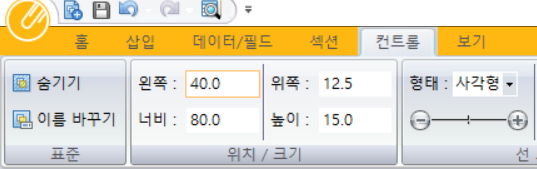 홈 삽입 데이터/필드 섹션 컨트롤 보기
숨기기 왼쪽 : 40.0 위쪽 : 12.5 형태 : 사각형
이름 바꾸기 너비 : 80.0 높이 : 15.0
표준 위치 / 크기 선